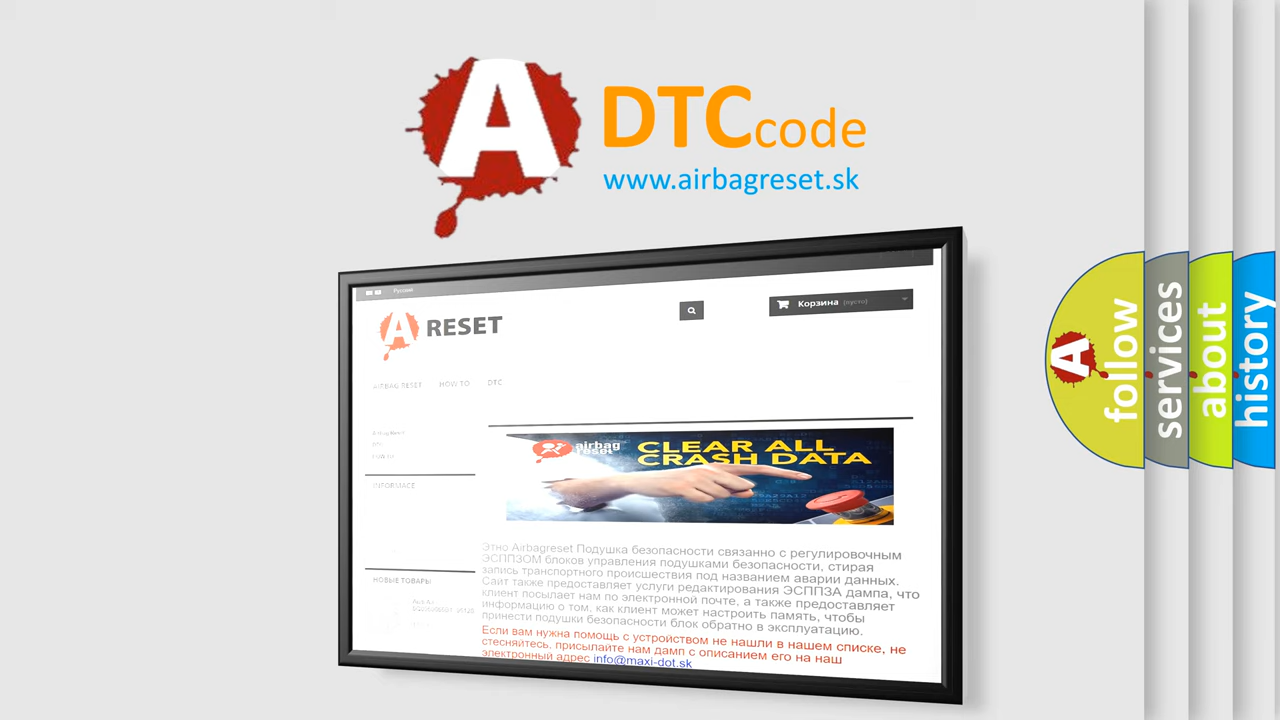 A DTCcode
www.airbagreset.sk
Русский
A RESET
Корзина (пусто)
AIRBAG RESET HOW TO DTC
Airbag Reset
DTC
INFORMACE
airbag
reset
CLEAR ALL
CRASH DATA
Этно Airbagreset Подушка безопасности связанно с регулировочным
ЭСППЗОМ блоков управления подушками безопасности, стирая
запись транспортного происшествия под названием аварии данных.
Сайт также предоставляет услуги редактирования ЭСППЗА дампа, что
клиент посылает нам по электронной почте, а также предоставляет
информацию о том, как клиент может настроить память, чтобы
принести подушки безопасности блок обратно в эксплуатацию.
Если вам нужна помощь с устройством не нашли в нашем списке, не
стесняйтесь, присылайте нам дамп с описанием его на наш
электронный адрес info@maxi-dot.sk
НОВЫЕ ТОВАРЫ
A follow
services
about
history